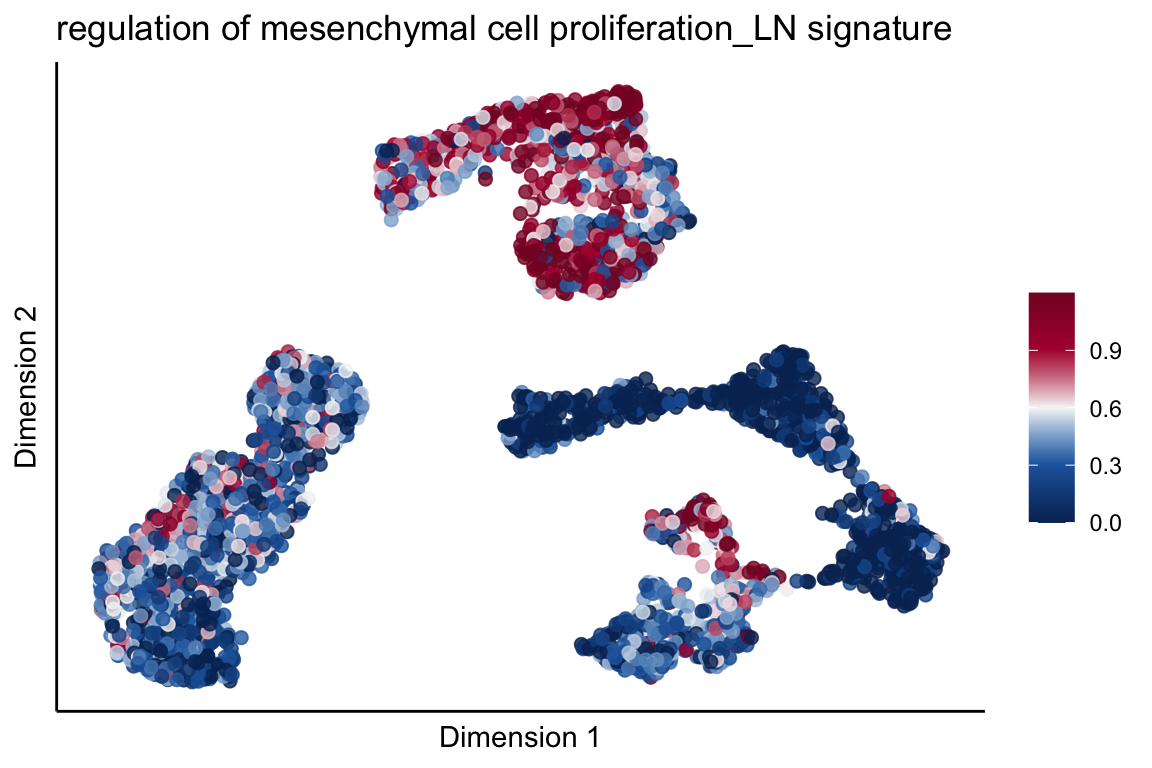 regulation of mesenchymal cell proliferation_LN signature
Dimension 2
0.9
0.6
0.3
0.0
Dimension 1